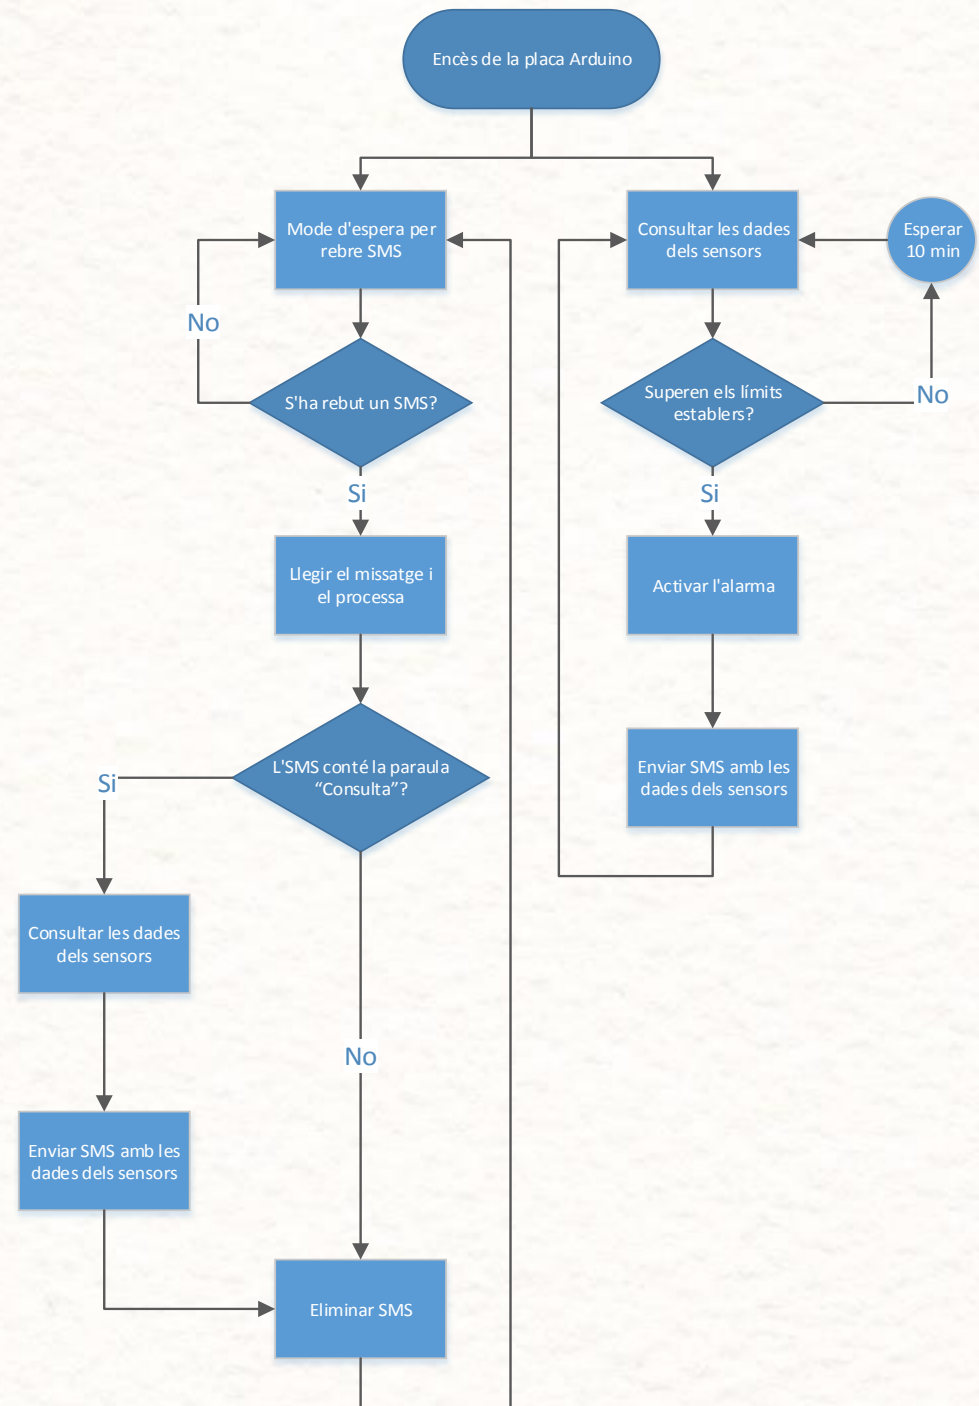 Encès de la placa Arduino
Mode d'espera per
rebre SMS
Consultar les dades
dels sensors
Esperar
10 min
No
S'ha rebut un SMS?
Superen els límits
establers?
No
Si
Si
Llegir el missatge i
el processa
Activar l'alarma
L'SMS conté la paraula
“Consulta”?
Enviar SMS amb les
dades dels sensors
Si
Consultar les dades
dels sensors
No
Enviar SMS amb les
dades dels sensors
Eliminar SMS